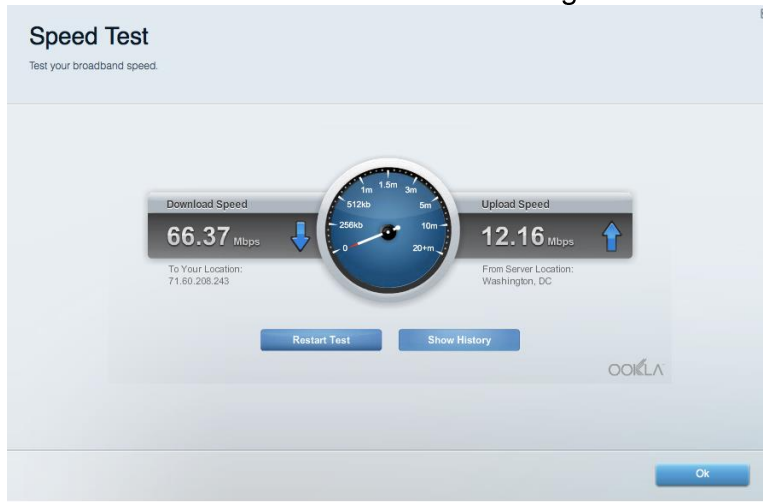 Speed Test
Test your broadband speed.
Download Speed
66.37 Mbps
To Your Location:
71.60.208.243
0
256kb
512kb
1m
1.5m
3m
5m
10m
20+m
Upload Speed
12.16 Mbps
From Server Location:
Washington, DC
Restart Test
Show History
OOKLA
Ok